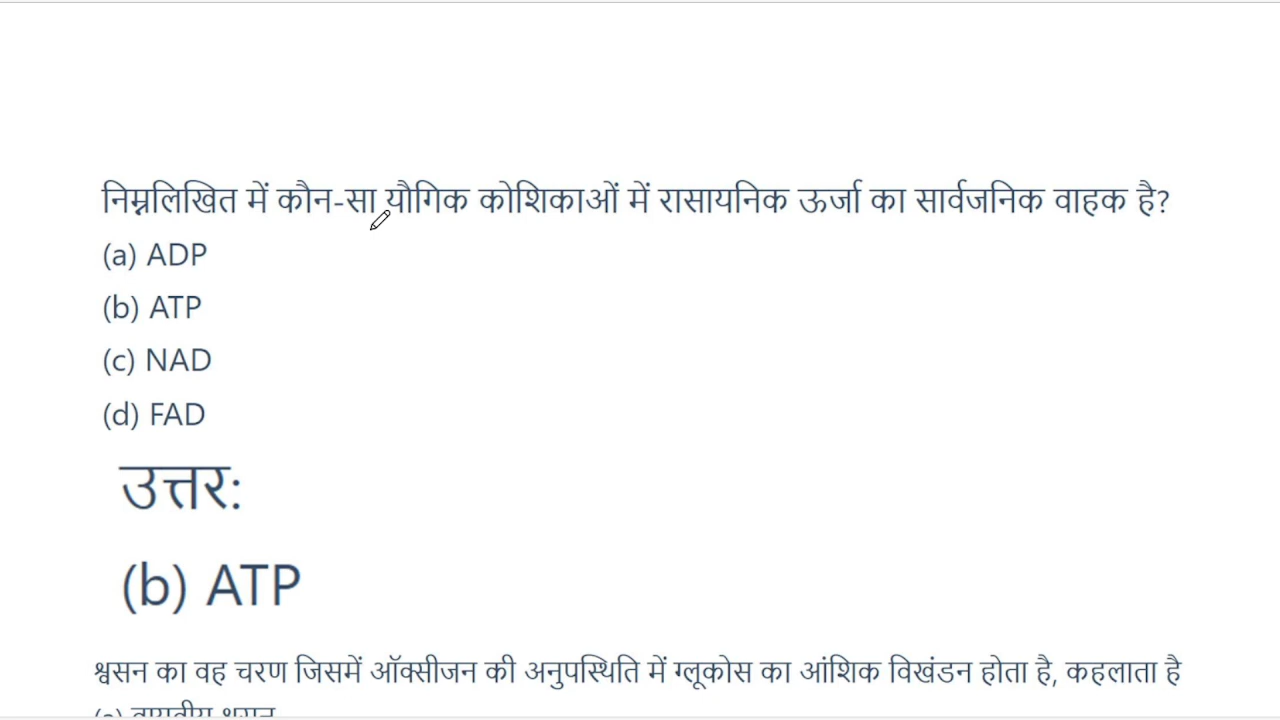 निम्नलिखित में कौन-सा यौगिक कोशिकाओं में रासायनिक ऊर्जा का सार्वजनिक वाहक है?
(a) ADP
(b) ATP
(c) NAD
(d) FAD
उत्तर:
(b) ATP
श्वसन का वह चरण जिसमें ऑक्सीजन की अनुपस्थिति में ग्लूकोस का आंशिक विखंडन होता है, कहलाता है